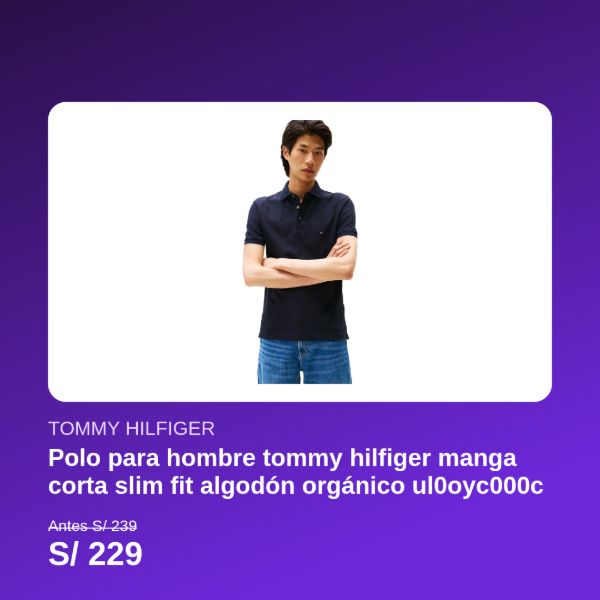 TOMMY HILFIGER
Polo para hombre tommy hilfiger manga
corta slim fit algodón orgánico ul0oyc000c
Antes S/ 239
S/ 229